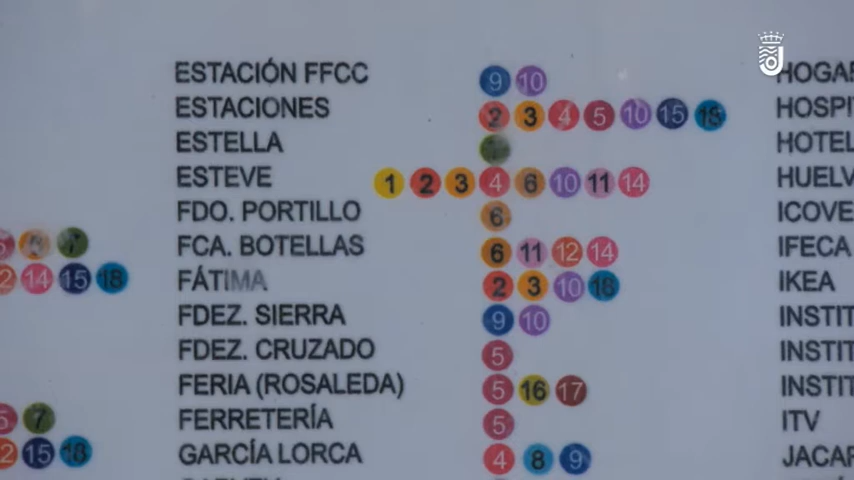 ESTACIÓN FFCC 9 10
ESTACIONES 2 3 4 5 10 15 18
ESTELLA
ESTEVE 1 2 3 4 6 10 11 14
FDO. PORTILLO 6
FCA. BOTELLAS 6 11 12 14
FÁTIMA 2 3 10 18
FDEZ. SIERRA 9 10
FDEZ. CRUZADO 5
FERIA (ROSALEDA) 5 16 17
FERRETERÍA 5
GARCÍA LORCA 4 8 9
14 15 18
7
15 18
HOGA
HOSPI
HOTEL
HUELV
ICOVE
IFECA
IKEA
INSTIT
INSTIT
INSTIT
ITV
JACAR